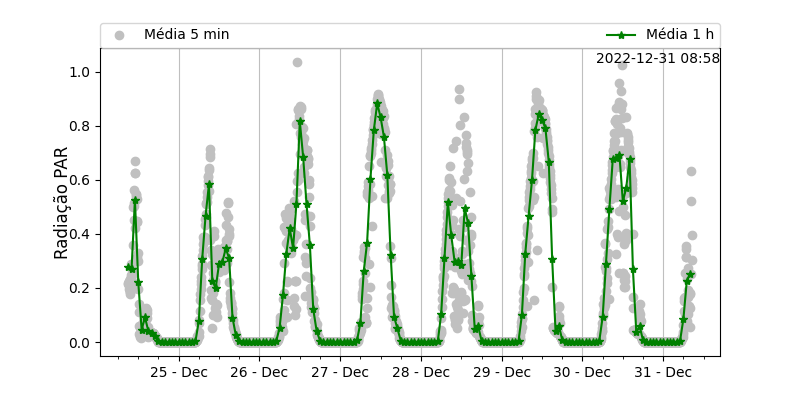 Média 5 min
Média 1 h
2022-12-31 08:58
Radiação PAR
1.0
0.8
0.6
0.4
0.2
0.0
25 - Dec
26 - Dec
27 - Dec
28 - Dec
29 - Dec
30 - Dec
31 - Dec